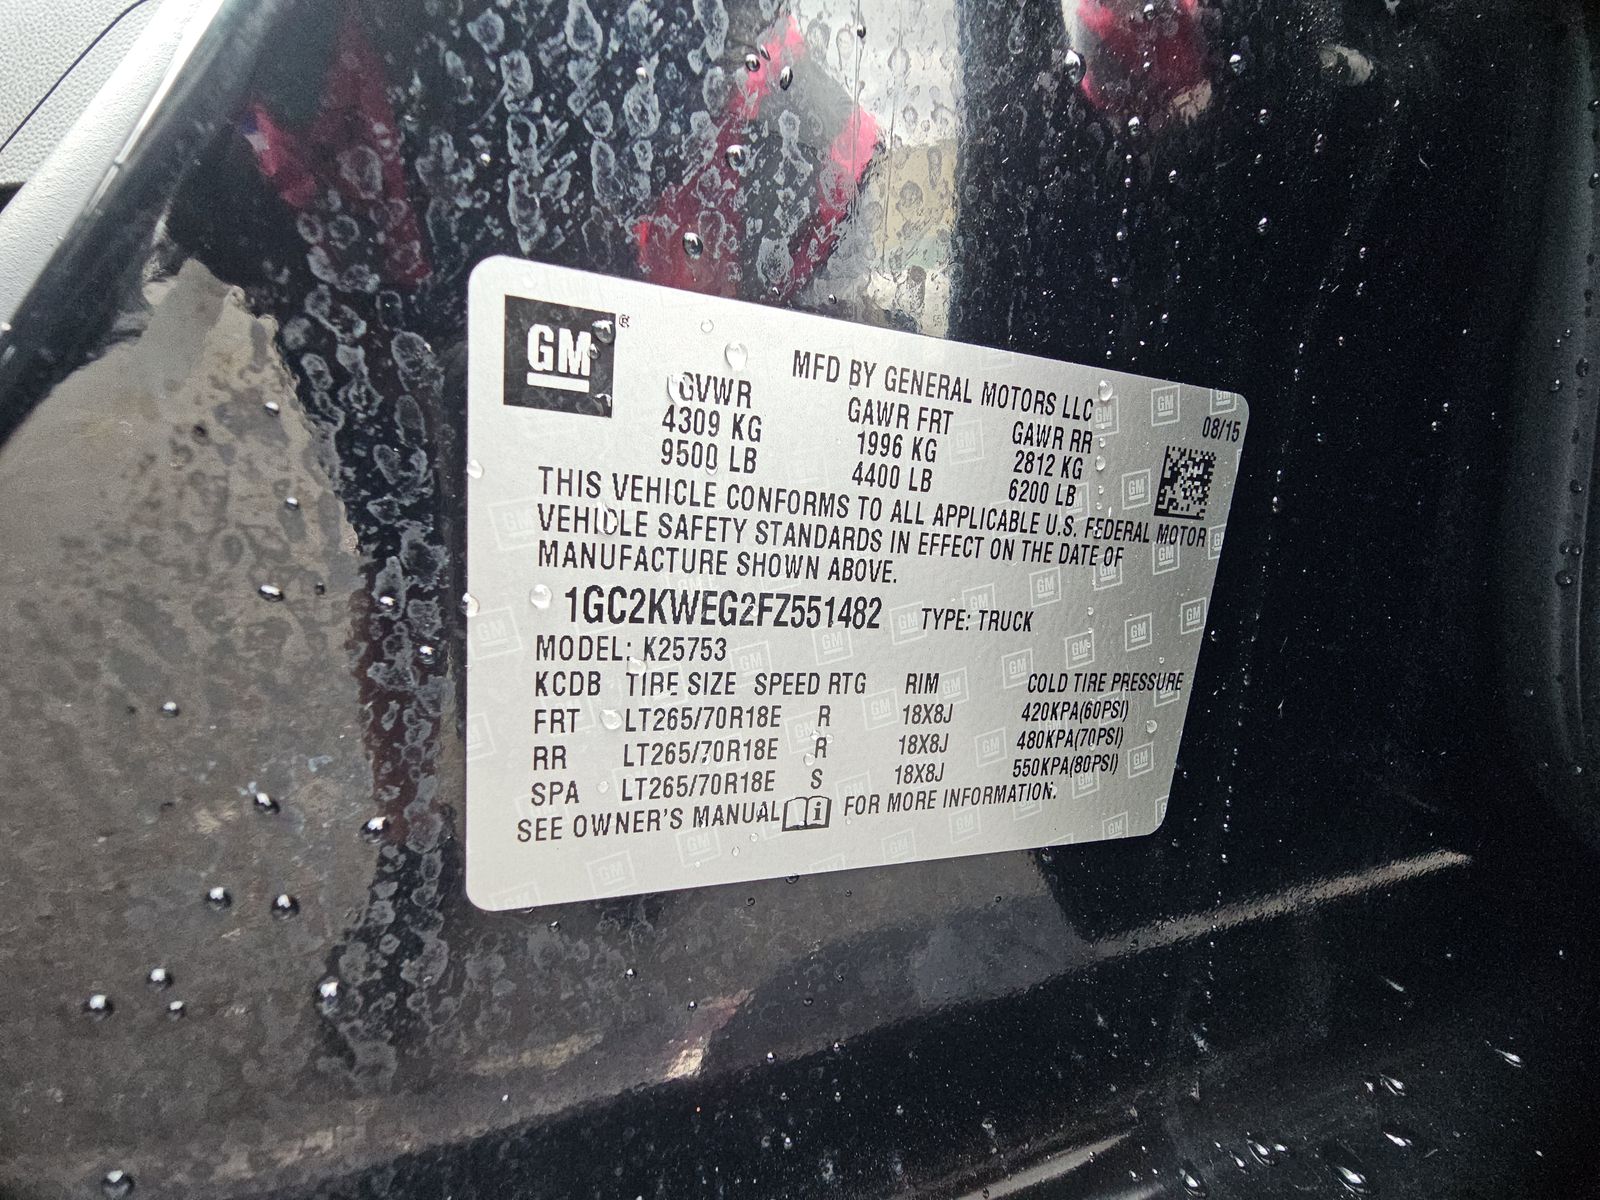 GM
MFD BY GENERAL MOTORS LLC
08/15
GVWR GAWR FRT GAWR RR
4309 KG 1996 KG 2812 KG
9500 LB 4400 LB 6200 LB
THIS VEHICLE CONFORMS TO ALL APPLICABLE U.S. FEDERAL MOTOR
VEHICLE SAFETY STANDARDS IN EFFECT ON THE DATE OF
MANUFACTURE SHOWN ABOVE.
1GC2KWEG2FZ551482 TYPE: TRUCK
MODEL: K25753
KCDB TIRE SIZE SPEED RTG RIM COLD TIRE PRESSURE
FRT LT265/70R18E R 18X8J 420KPA(60PSI)
RR LT265/70R18E R 18X8J 480KPA(70PSI)
SPA LT265/70R18E S 18X8J 550KPA(80PSI)
SEE OWNER'S MANUAL FOR MORE INFORMATION.